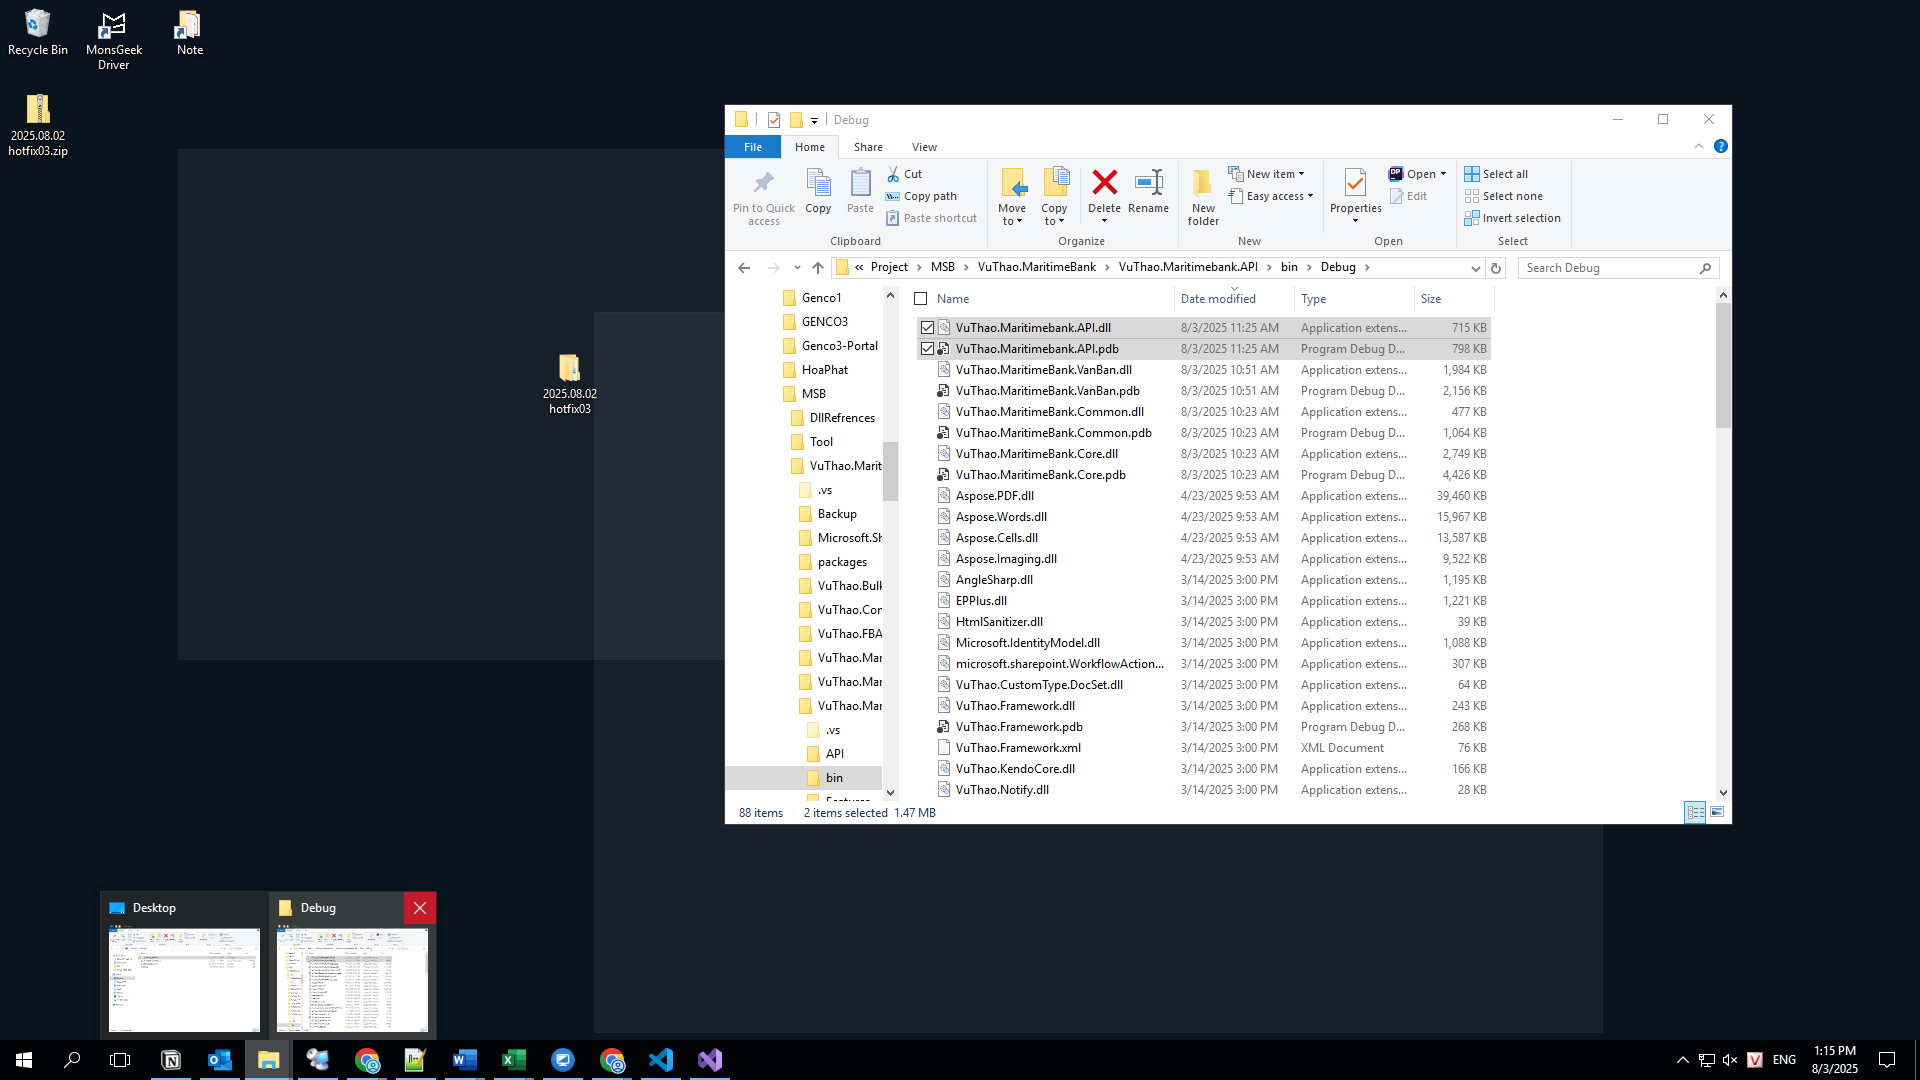 Recycle Bin
MonsGeek
Driver
Note
2025.08.02
hotfix03.zip
2025.08.02
hotfix03
Debug
File
Home
Share
View
Pin to Quick
access
Copy
Paste
Cut
Copy path
Paste shortcut
Clipboard
Move
to
Copy
to
Delete
Rename
Organize
New
folder
New item
Easy access
New
Properties
Open
Edit
Open
Select all
Select none
Invert selection
Select
« Project > MSB > VuThao.MaritimeBank > VuThao.Maritimebank.API > bin > Debug >
Search Debug
Genco1
GENCO3
Genco3-Portal
HoaPhat
MSB
DllRefrences
Tool
VuThao.Marit
.vs
Backup
Microsoft.Sh
packages
VuThao.Bulk
VuThao.Con
VuThao.FBA
VuThao.Mar
VuThao.Mar
VuThao.Mar
.vs
API
bin
Features
Name Date modified Type Size
VuThao.Maritimebank.API.dll 8/3/2025 11:25 AM Application extens... 715 KB
VuThao.Maritimebank.API.pdb 8/3/2025 11:25 AM Program Debug D... 798 KB
VuThao.MaritimeBank.VanBan.dll 8/3/2025 10:51 AM Application extens... 1,984 KB
VuThao.MaritimeBank.VanBan.pdb 8/3/2025 10:51 AM Program Debug D... 2,156 KB
VuThao.MaritimeBank.Common.dll 8/3/2025 10:23 AM Application extens... 477 KB
VuThao.MaritimeBank.Common.pdb 8/3/2025 10:23 AM Program Debug D... 1,064 KB
VuThao.MaritimeBank.Core.dll 8/3/2025 10:23 AM Application extens... 2,749 KB
VuThao.MaritimeBank.Core.pdb 8/3/2025 10:23 AM Program Debug D... 4,426 KB
Aspose.PDF.dll 4/23/2025 9:53 AM Application extens... 39,460 KB
Aspose.Words.dll 4/23/2025 9:53 AM Application extens... 15,967 KB
Aspose.Cells.dll 4/23/2025 9:53 AM Application extens... 13,587 KB
Aspose.Imaging.dll 4/23/2025 9:53 AM Application extens... 9,522 KB
AngleSharp.dll 3/14/2025 3:00 PM Application extens... 1,195 KB
EPPlus.dll 3/14/2025 3:00 PM Application extens... 1,221 KB
HtmlSanitizer.dll 3/14/2025 3:00 PM Application extens... 39 KB
Microsoft.IdentityModel.dll 3/14/2025 3:00 PM Application extens... 1,088 KB
microsoft.sharepoint.WorkflowAction... 3/14/2025 3:00 PM Application extens... 307 KB
VuThao.CustomType.DocSet.dll 3/14/2025 3:00 PM Application extens... 64 KB
VuThao.Framework.dll 3/14/2025 3:00 PM Application extens... 243 KB
VuThao.Framework.pdb 3/14/2025 3:00 PM Program Debug D... 268 KB
VuThao.Framework.xml 3/14/2025 3:00 PM XML Document 76 KB
VuThao.KendoCore.dll 3/14/2025 3:00 PM Application extens... 166 KB
VuThao.Notify.dll 3/14/2025 3:00 PM Application extens... 28 KB
88 items 2 items selected 1.47 MB
Desktop
Debug
ENG
1:15 PM
8/3/2025